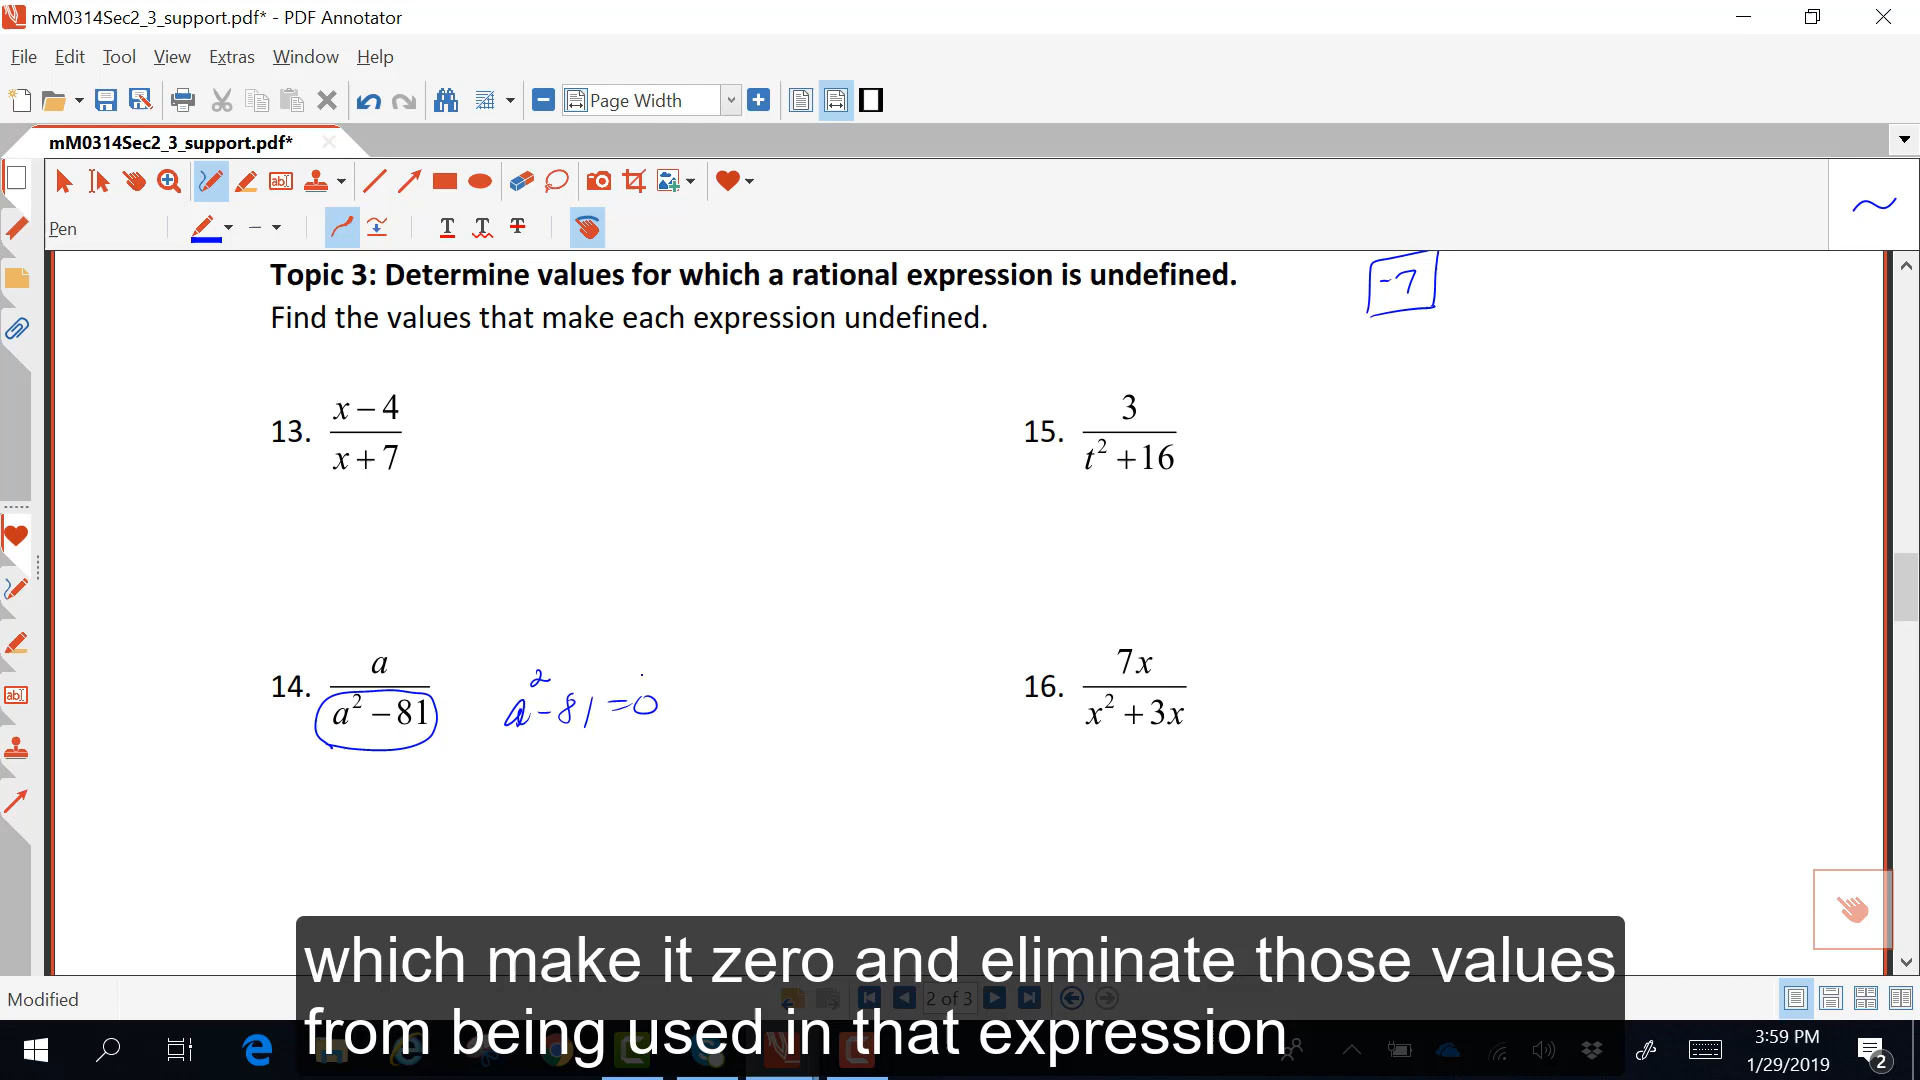 mM0314Sec2_3_support.pdf* - PDF Annotator
File Edit Tool View Extras Window Help
Page Width
mM0314Sec2_3_support.pdf*
Pen
Topic 3: Determine values for which a rational expression is undefined.
-7
Find the values that make each expression undefined.
13. (x − 4)/(x + 7)
15. 3/(t² + 16)
14. a/(a² − 81)
a² - 81 = 0
16. 7x/(x² + 3x)
which make it zero and eliminate those values
from being used in that expression
Modified
2 of 3
3:59 PM
1/29/2019
2